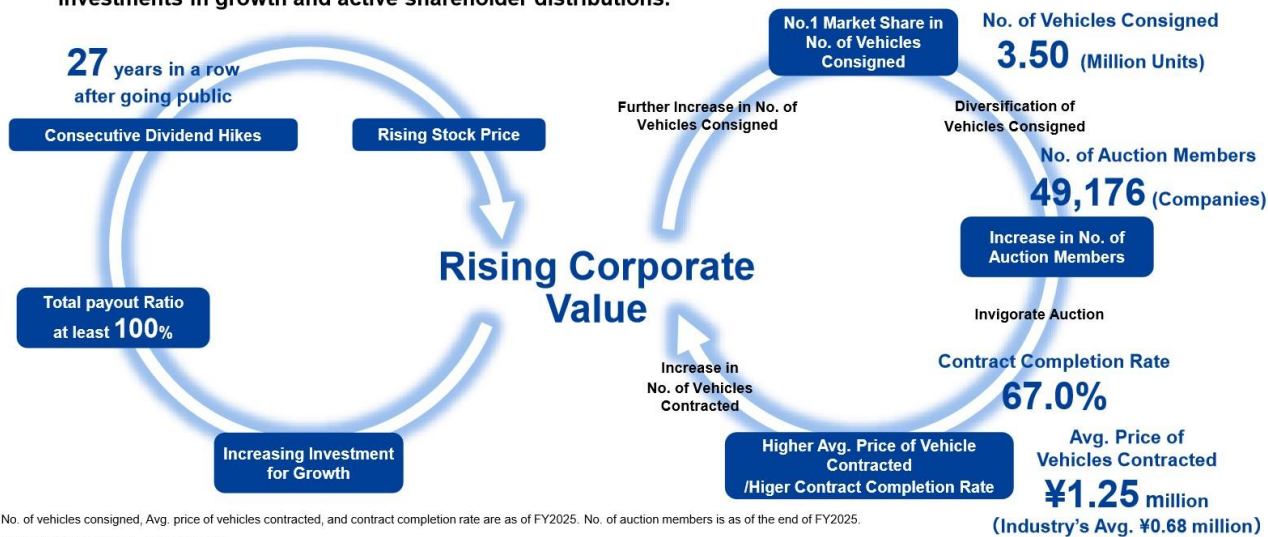 investments in growth and active shareholder distributions.
27 years in a row
after going public
Consecutive Dividend Hikes
Rising Stock Price
Total payout Ratio
at least 100%
Increasing Investment
for Growth
Rising Corporate
Value
No.1 Market Share in
No. of Vehicles
Consigned
No. of Vehicles Consigned
3.50 (Million Units)
Further Increase in No. of
Vehicles Consigned
Diversification of
Vehicles Consigned
No. of Auction Members
49,176 (Companies)
Increase in No. of
Auction Members
Invigorate Auction
Contract Completion Rate
67.0%
Increase in
No. of Vehicles
Contracted
Higher Avg. Price of Vehicle
Contracted
/Higer Contract Completion Rate
Avg. Price of
Vehicles Contracted
¥1.25 million
(Industry's Avg. ¥0.68 million)
No. of vehicles consigned, Avg. price of vehicles contracted, and contract completion rate are as of FY2025. No. of auction members is as of the end of FY2025.